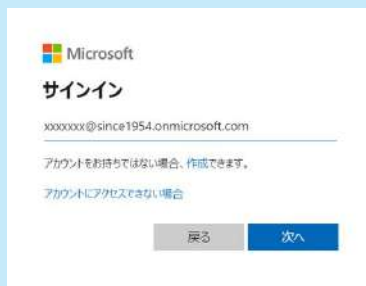 Microsoft
サインイン
xxxxxxx@since1954.onmicrosoft.com
アカウントをお持ちではない場合、作成できます。
アカウントにアクセスできない場合
戻る
次へ